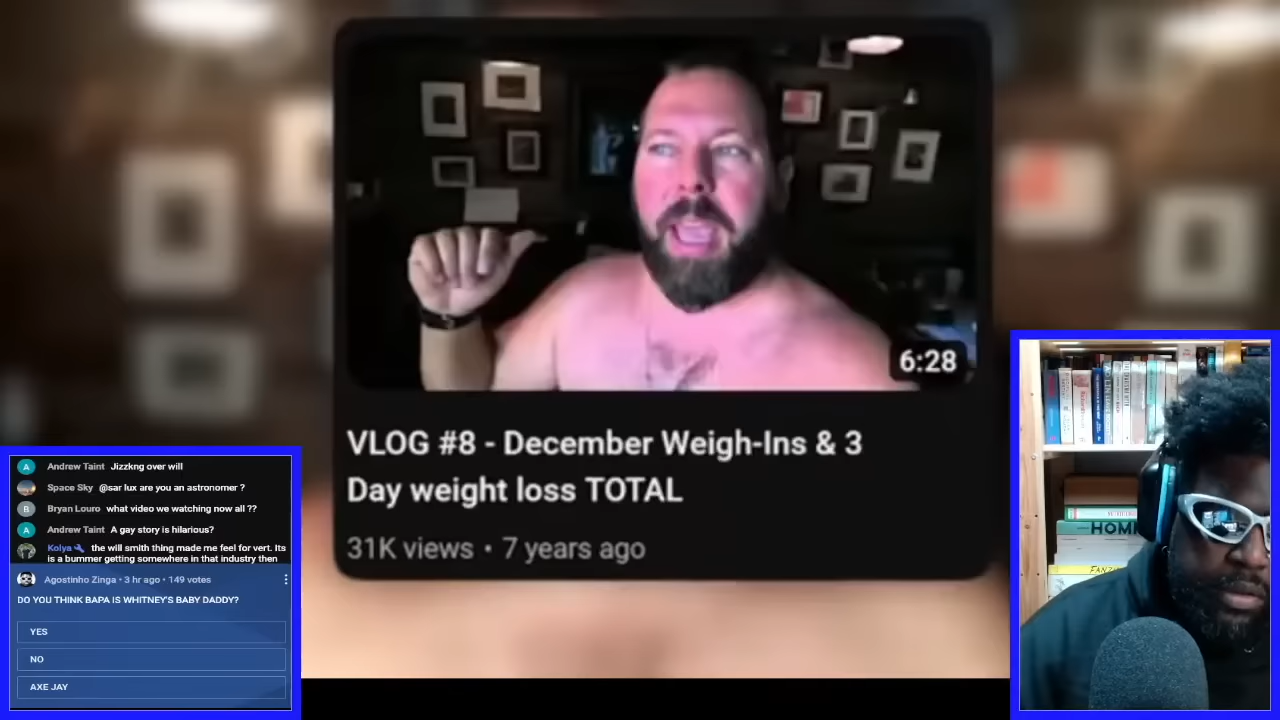 6:28
VLOG #8 - December Weigh-Ins & 3
Day weight loss TOTAL
31K views • 7 years ago
A Andrew Taint Jizzkng over will
Space Sky @sar lux are you an astronomer ?
B Bryan Louro what video we watching now all ??
A Andrew Taint A gay story is hilarious?
Kolya the will smith thing made me feel for vert. Its
is a bummer getting somewhere in that industry then
Agostinho Zinga • 3 hr ago • 149 votes
DO YOU THINK BAPA IS WHITNEY'S BABY DADDY?
YES
NO
AXE JAY
HOM